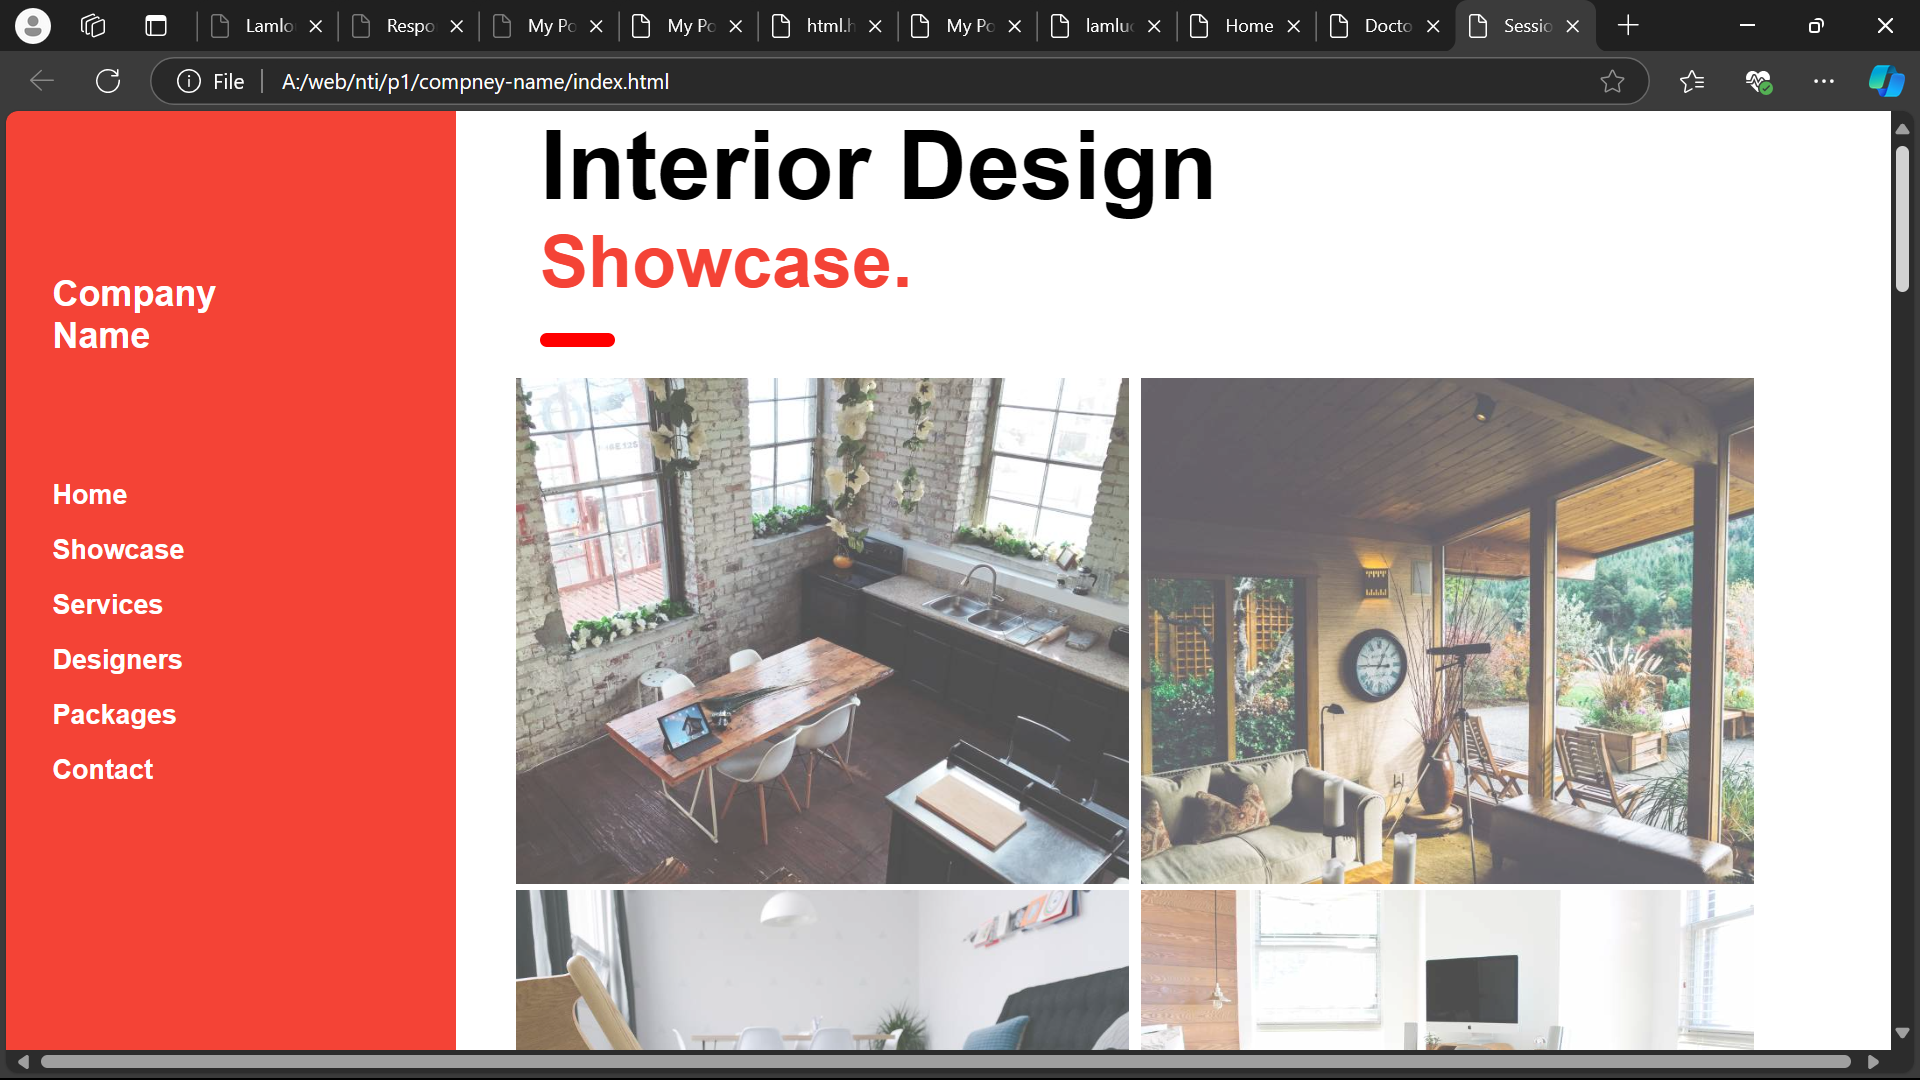 Lamlo
Respo
My Po
My Po
html.h
My Po
lamluc
Home
Docto
Sessio
File
A:/web/nti/p1/compney-name/index.html
Interior Design
Showcase.
Company
Name
Home
Showcase
Services
Designers
Packages
Contact